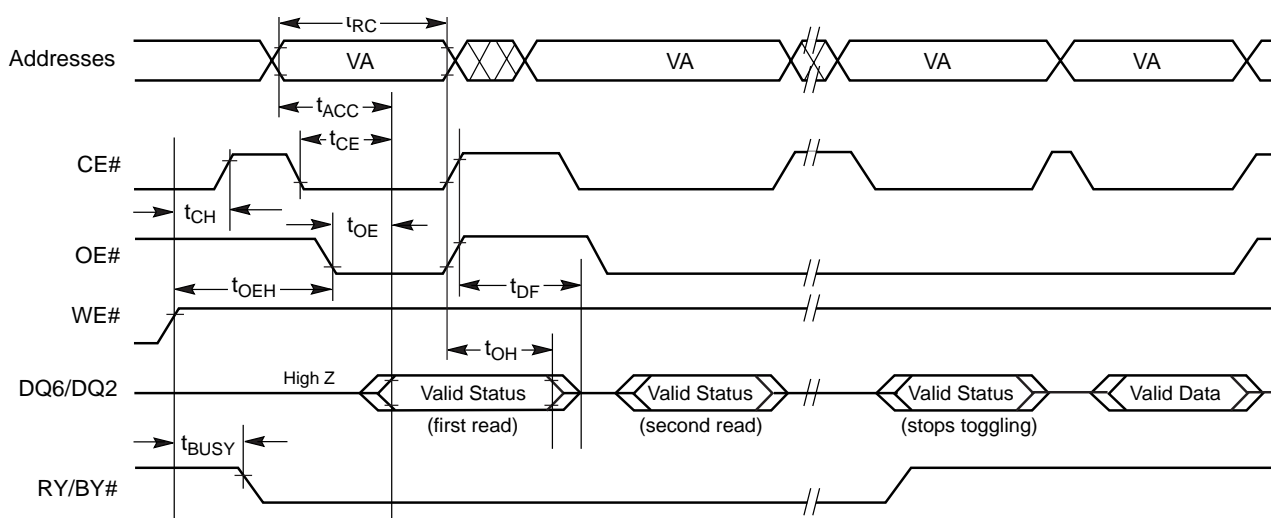 tRC
Addresses VA VA VA VA
tACC
tCE
CE#
tCH tOE
OE#
tOEH tDF
WE#
tOH
High Z
DQ6/DQ2 Valid Status Valid Status Valid Status Valid Data
(first read) (second read) (stops toggling)
tBUSY
RY/BY#